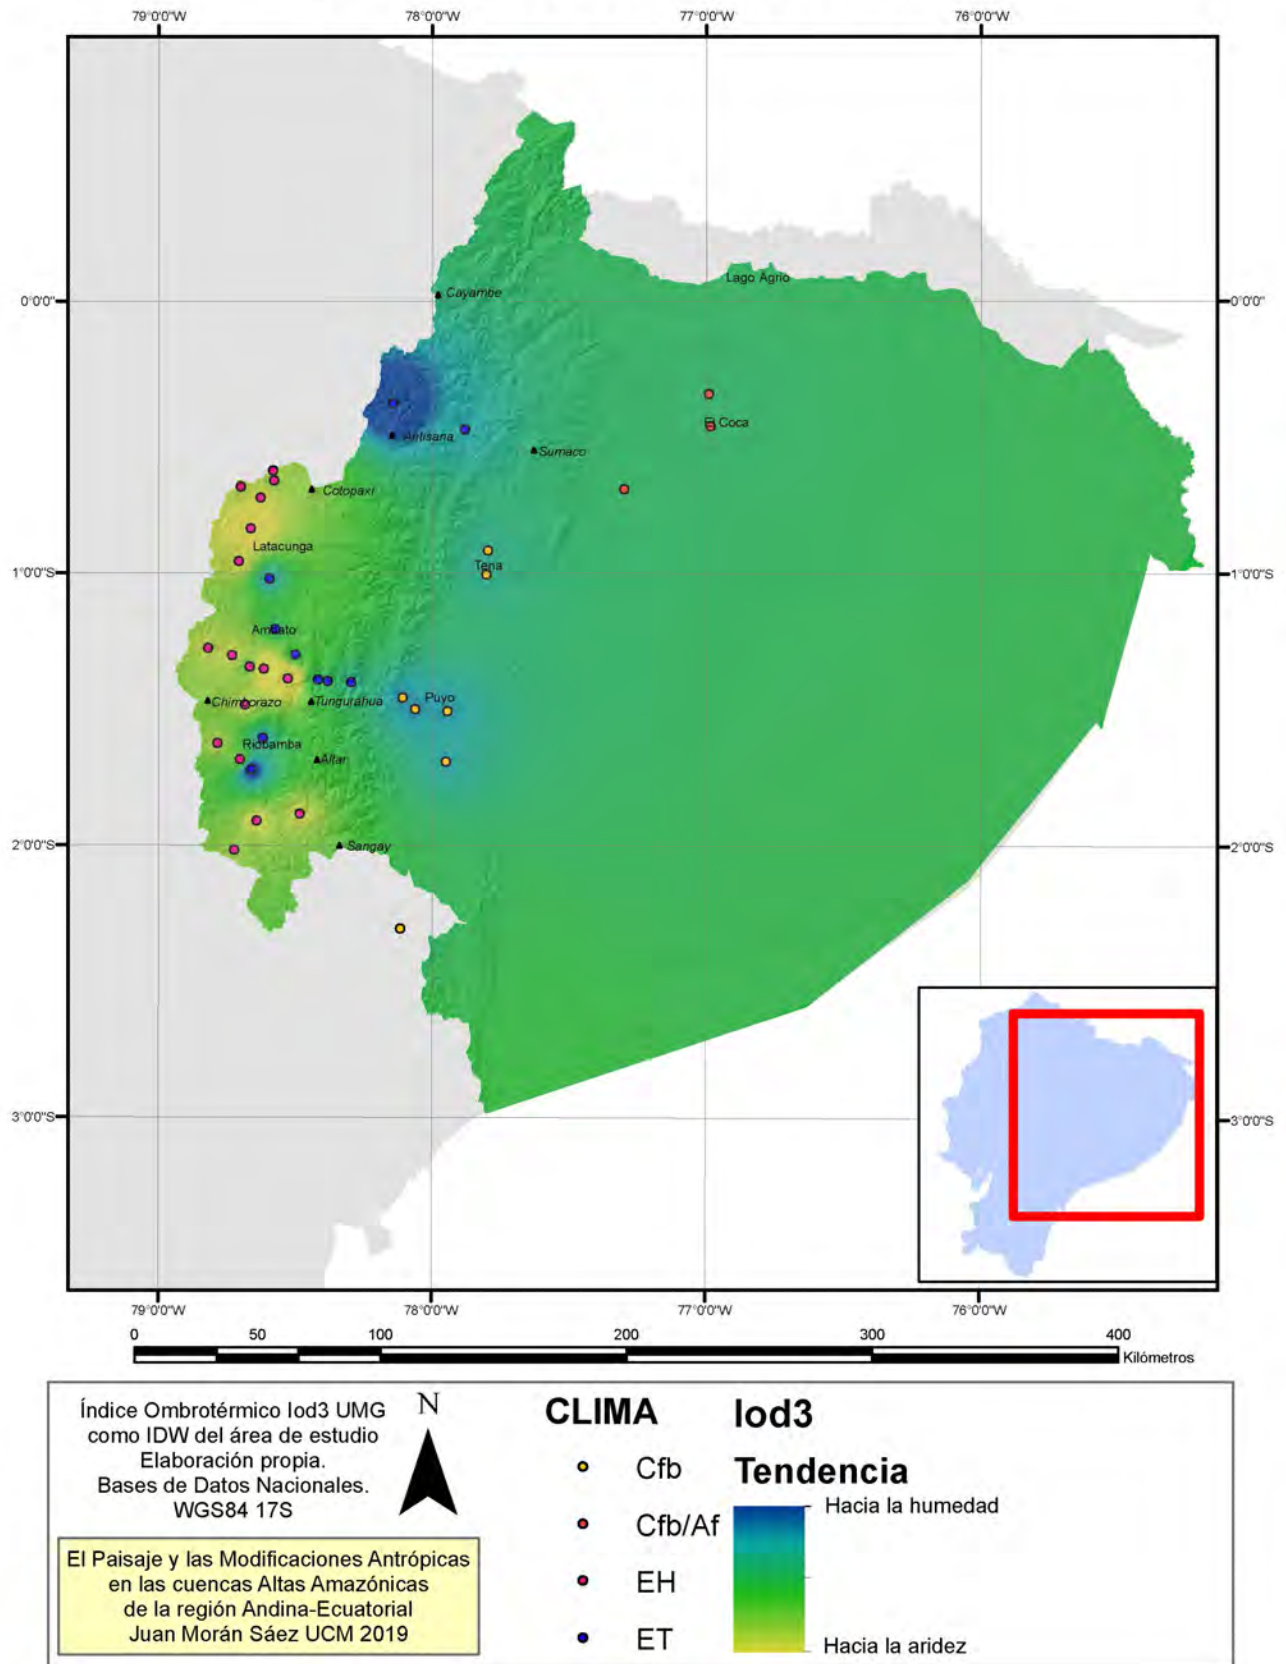 79°0'0"W
78°0'0"W
77°0'0"W
76°0'0"W
Lago Agrio
Cayambe
0°0'0"
0°0'0"
Coca
Antisana
Sumaco
Cotopaxi
Latacunga
Tena
1°0'0"S
1°0'0"S
Ambato
Puyo
Chimborazo
Tungurahua
Riobamba
Altar
2°0'0"S
Sangay
2°0'0"S
3°0'0"S
3°0'0"S
79°0'0"W
78°0'0"W
77°0'0"W
76°0'0"W
0
50
100
200
300
400
Kilómetros
Índice Ombrotérmico Iod3 UMG
como IDW del área de estudio
Elaboración propia.
Bases de Datos Nacionales.
WGS84 17S
N
El Paisaje y las Modificaciones Antrópicas
en las cuencas Altas Amazónicas
de la región Andina-Ecuatorial
Juan Morán Sáez UCM 2019
CLIMA
Cfb
Cfb/Af
EH
ET
Iod3
Tendencia
Hacia la humedad
Hacia la aridez